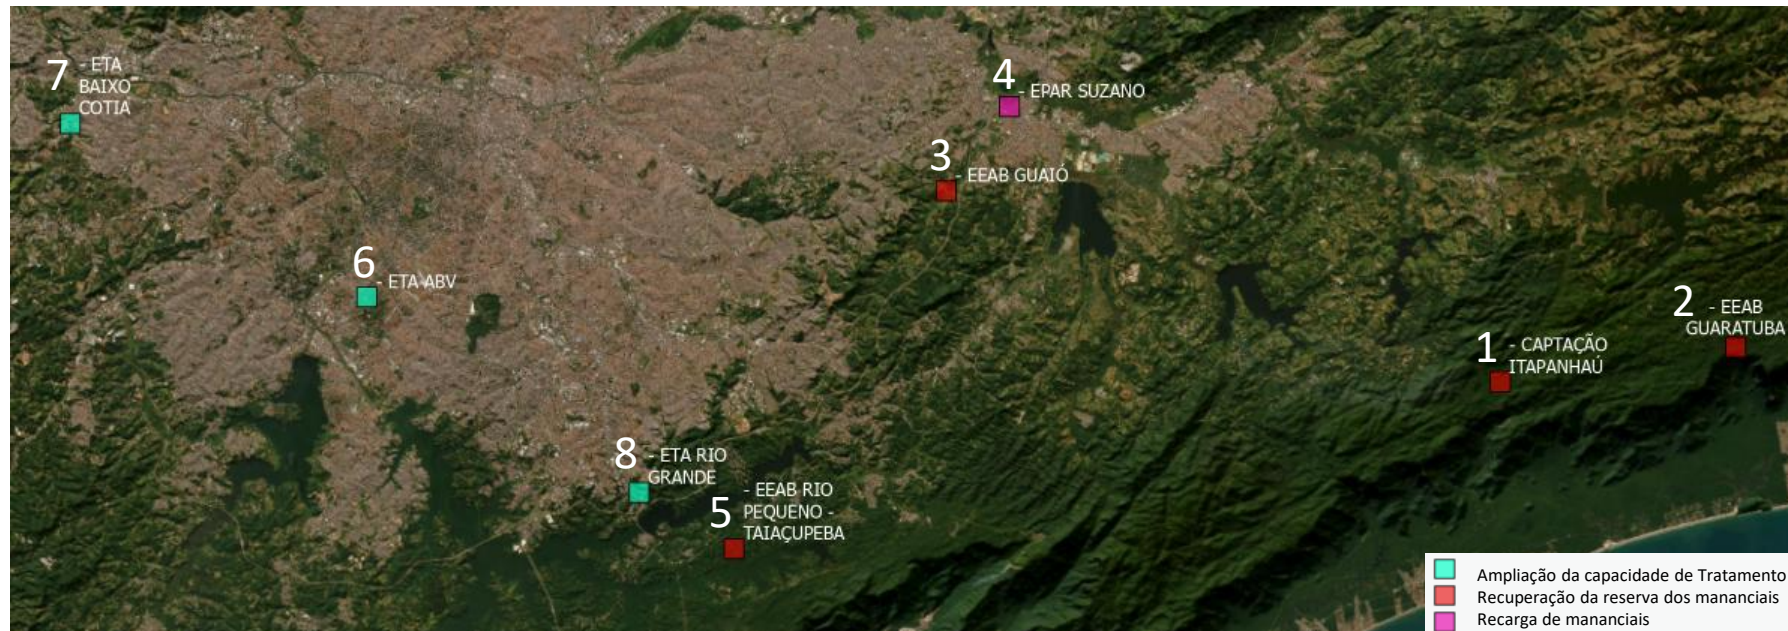 7 - ETA
BAIXO
COTIA
4 - EPAR SUZANO
3 - EEAB GUAIÓ
6 - ETA ABV
2 - EEAB
GUARATUBA
1 - CAPTAÇÃO
ITAPANHAÚ
8 - ETA RIO
GRANDE
5 - EEAB RIO
PEQUENO -
TAIAÇUPEBA
Ampliação da capacidade de Tratamento
Recuperação da reserva dos mananciais
Recarga de mananciais